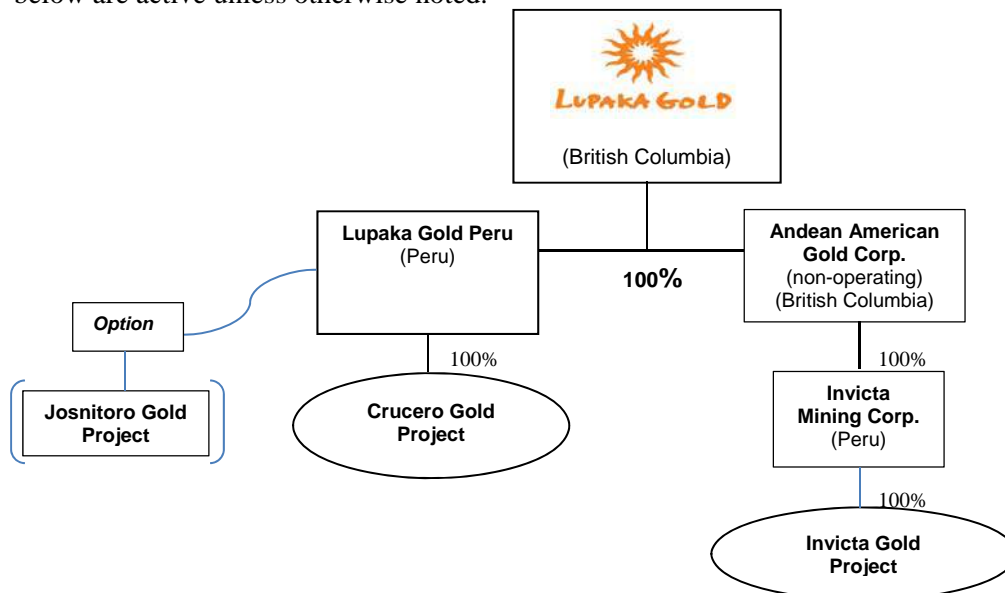 below are active unless otherwise noted.
LUPAKA GOLD
(British Columbia)
Lupaka Gold Peru
(Peru)
100%
Andean American
Gold Corp.
(non-operating)
(British Columbia)
Option
100%
100%
Josnitoro Gold
Project
Crucero Gold
Project
Invicta
Mining Corp.
(Peru)
100%
Invicta Gold
Project